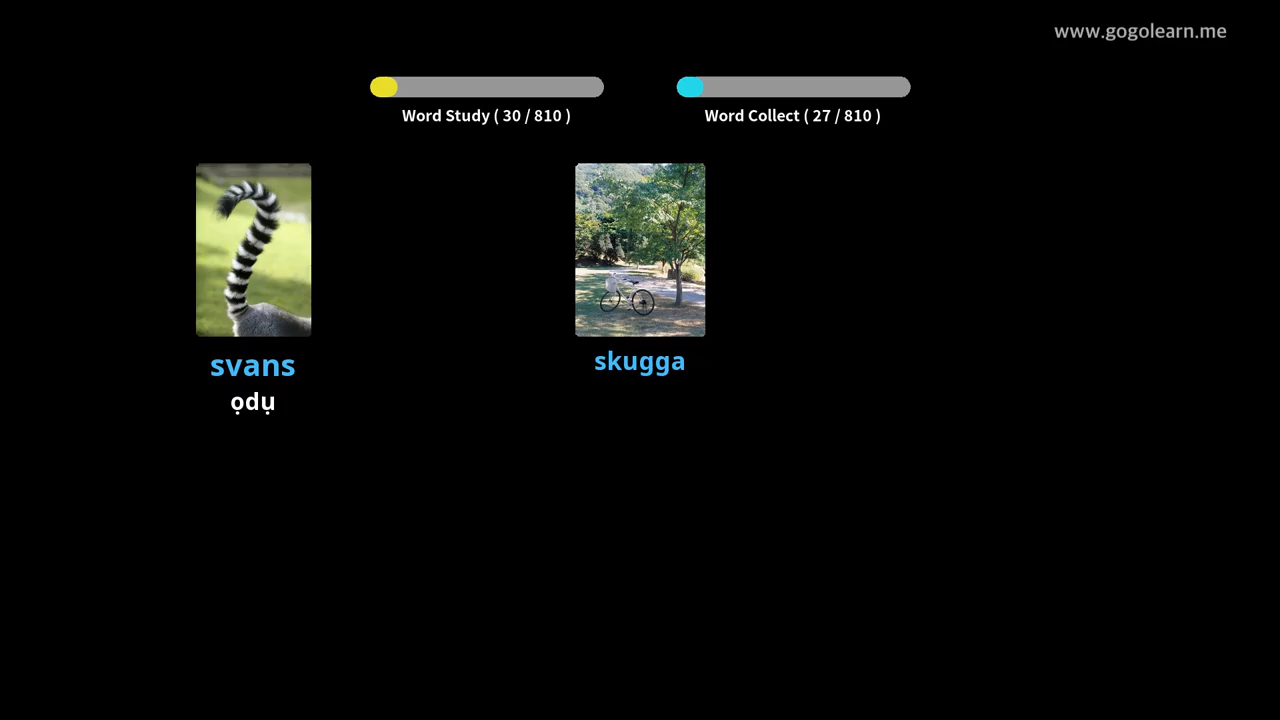 www.gogolearn.me
Word Study ( 30 / 810 )
Word Collect ( 27 / 810 )
svans
ọdụ
skugga